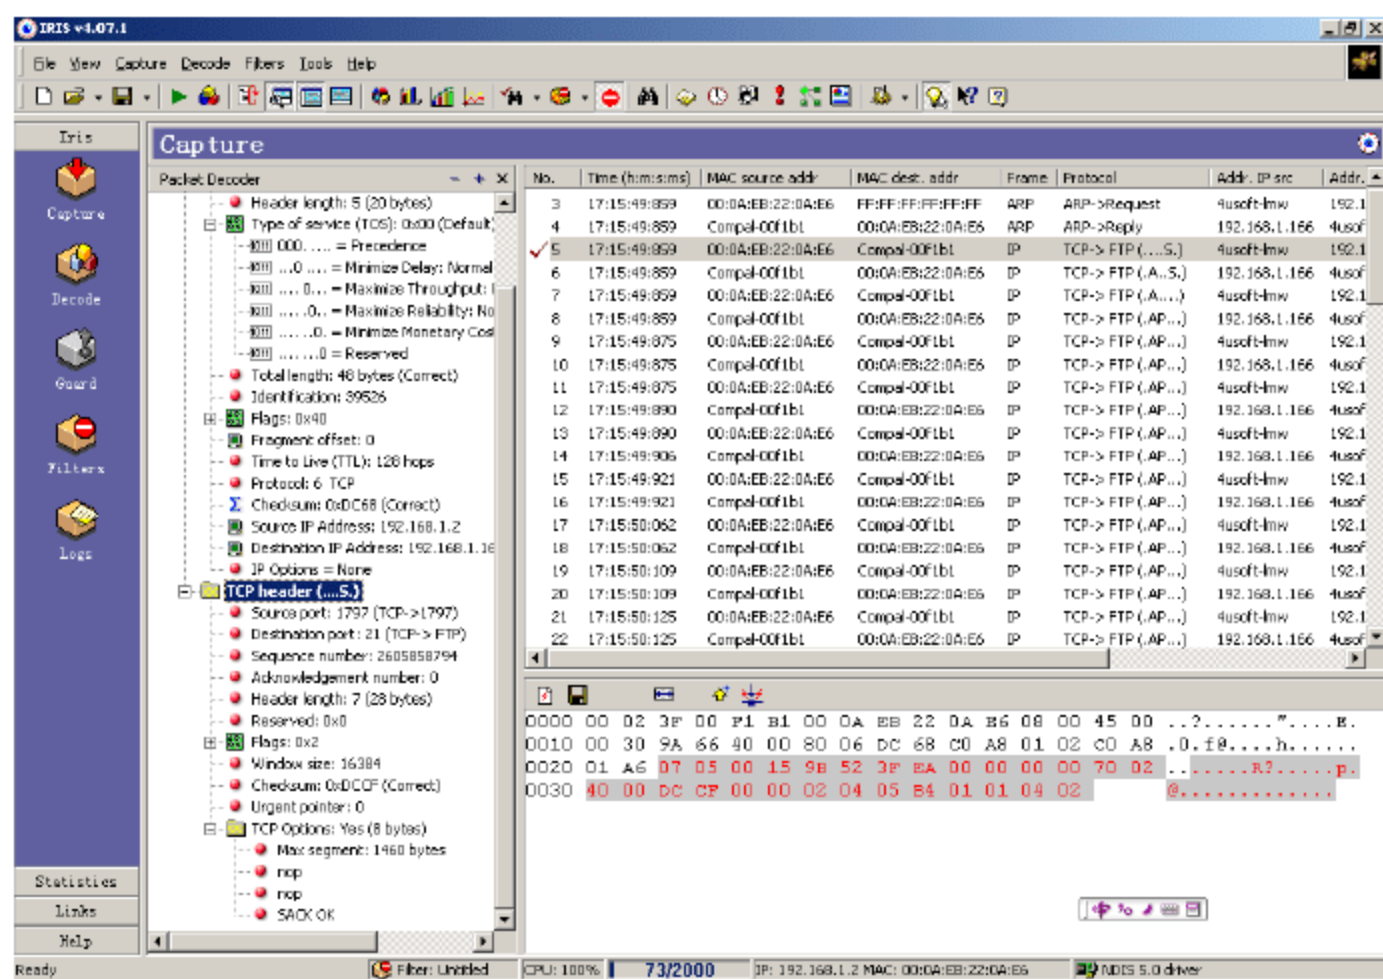 IRIS v4.07.1
File View Capture Decode Filters Tools Help
Iris
Capture
Decode
Guard
Filters
Logs
Statistics
Links
Help
Capture
Packet Decoder
Header length: 5 (20 bytes)
Type of service (TOS): 0x00 (Default)
000. .... = Precedence
...0 .... = Minimize Delay: Normal
.... 0... = Maximize Throughput:
.... .0.. = Maximize Reliability: No
.... ..0. = Minimize Monetary Cos
.... ...0 = Reserved
Total length: 48 bytes (Correct)
Identification: 39526
Flags: 0x40
Fragment offset: 0
Time to Live (TTL): 128 hops
Protocol: 6 TCP
Checksum: 0xDC68 (Correct)
Source IP Address: 192.168.1.2
Destination IP Address: 192.168.1.16
IP Options = None
TCP header (....S.)
Source port: 1797 (TCP->1797)
Destination port: 21 (TCP-> FTP)
Sequence number: 2605858794
Acknowledgement number: 0
Header length: 7 (28 bytes)
Reserved: 0x0
Flags: 0x2
Window size: 16384
Checksum: 0xDCCF (Correct)
Urgent pointer: 0
TCP Options: Yes (8 bytes)
Max segment: 1460 bytes
nop
nop
SACK OK
No. Time (h:m:s:ms) MAC source addr MAC dest. addr Frame Protocol Addr. IP src Addr.
3 17:15:49:859 00:0A:EB:22:0A:E6 FF:FF:FF:FF:FF:FF ARP ARP->Request 4usoft-lmw 192.1
4 17:15:49:859 Compal-00f1b1 00:0A:EB:22:0A:E6 ARP ARP->Reply 192.168.1.166 4usof
5 17:15:49:859 00:0A:EB:22:0A:E6 Compal-00f1b1 IP TCP-> FTP (....S.) 4usoft-lmw 192.1
6 17:15:49:859 Compal-00f1b1 00:0A:EB:22:0A:E6 IP TCP-> FTP (.A..S.) 192.168.1.166 4usof
7 17:15:49:859 00:0A:EB:22:0A:E6 Compal-00f1b1 IP TCP-> FTP (.A....) 4usoft-lmw 192.1
8 17:15:49:859 Compal-00f1b1 00:0A:EB:22:0A:E6 IP TCP-> FTP (.AP...) 192.168.1.166 4usof
9 17:15:49:875 00:0A:EB:22:0A:E6 Compal-00f1b1 IP TCP-> FTP (.AP...) 4usoft-lmw 192.1
10 17:15:49:875 Compal-00f1b1 00:0A:EB:22:0A:E6 IP TCP-> FTP (.AP...) 192.168.1.166 4usof
11 17:15:49:875 00:0A:EB:22:0A:E6 Compal-00f1b1 IP TCP-> FTP (.AP...) 4usoft-lmw 192.1
12 17:15:49:890 Compal-00f1b1 00:0A:EB:22:0A:E6 IP TCP-> FTP (.AP...) 192.168.1.166 4usof
13 17:15:49:890 00:0A:EB:22:0A:E6 Compal-00f1b1 IP TCP-> FTP (.AP...) 4usoft-lmw 192.1
14 17:15:49:906 Compal-00f1b1 00:0A:EB:22:0A:E6 IP TCP-> FTP (.AP...) 192.168.1.166 4usof
15 17:15:49:921 00:0A:EB:22:0A:E6 Compal-00f1b1 IP TCP-> FTP (.AP...) 4usoft-lmw 192.1
16 17:15:49:921 Compal-00f1b1 00:0A:EB:22:0A:E6 IP TCP-> FTP (.AP...) 192.168.1.166 4usof
17 17:15:50:062 00:0A:EB:22:0A:E6 Compal-00f1b1 IP TCP-> FTP (.AP...) 4usoft-lmw 192.1
18 17:15:50:062 Compal-00f1b1 00:0A:EB:22:0A:E6 IP TCP-> FTP (.AP...) 192.168.1.166 4usof
19 17:15:50:109 00:0A:EB:22:0A:E6 Compal-00f1b1 IP TCP-> FTP (.AP...) 4usoft-lmw 192.1
20 17:15:50:109 Compal-00f1b1 00:0A:EB:22:0A:E6 IP TCP-> FTP (.AP...) 192.168.1.166 4usof
21 17:15:50:125 00:0A:EB:22:0A:E6 Compal-00f1b1 IP TCP-> FTP (.AP...) 4usoft-lmw 192.1
22 17:15:50:125 Compal-00f1b1 00:0A:EB:22:0A:E6 IP TCP-> FTP (.AP...) 192.168.1.166 4usof
0000 00 02 3F 00 F1 B1 00 0A EB 22 0A E6 08 00 45 00 ..?......"....E.
0010 00 30 9A 66 40 00 80 06 DC 68 C0 A8 01 02 C0 A8 .0.f@....h......
0020 01 A6 07 05 00 15 9B 52 3F EA 00 00 00 00 70 02 .......R?.....p.
0030 40 00 DC CF 00 00 02 04 05 B4 01 01 04 02 @.............
中
Ready Filter: Untitled CPU: 100% 73/2000 IP: 192.168.1.2 MAC: 00:0A:EB:22:0A:E6 NDIS 5.0 driver